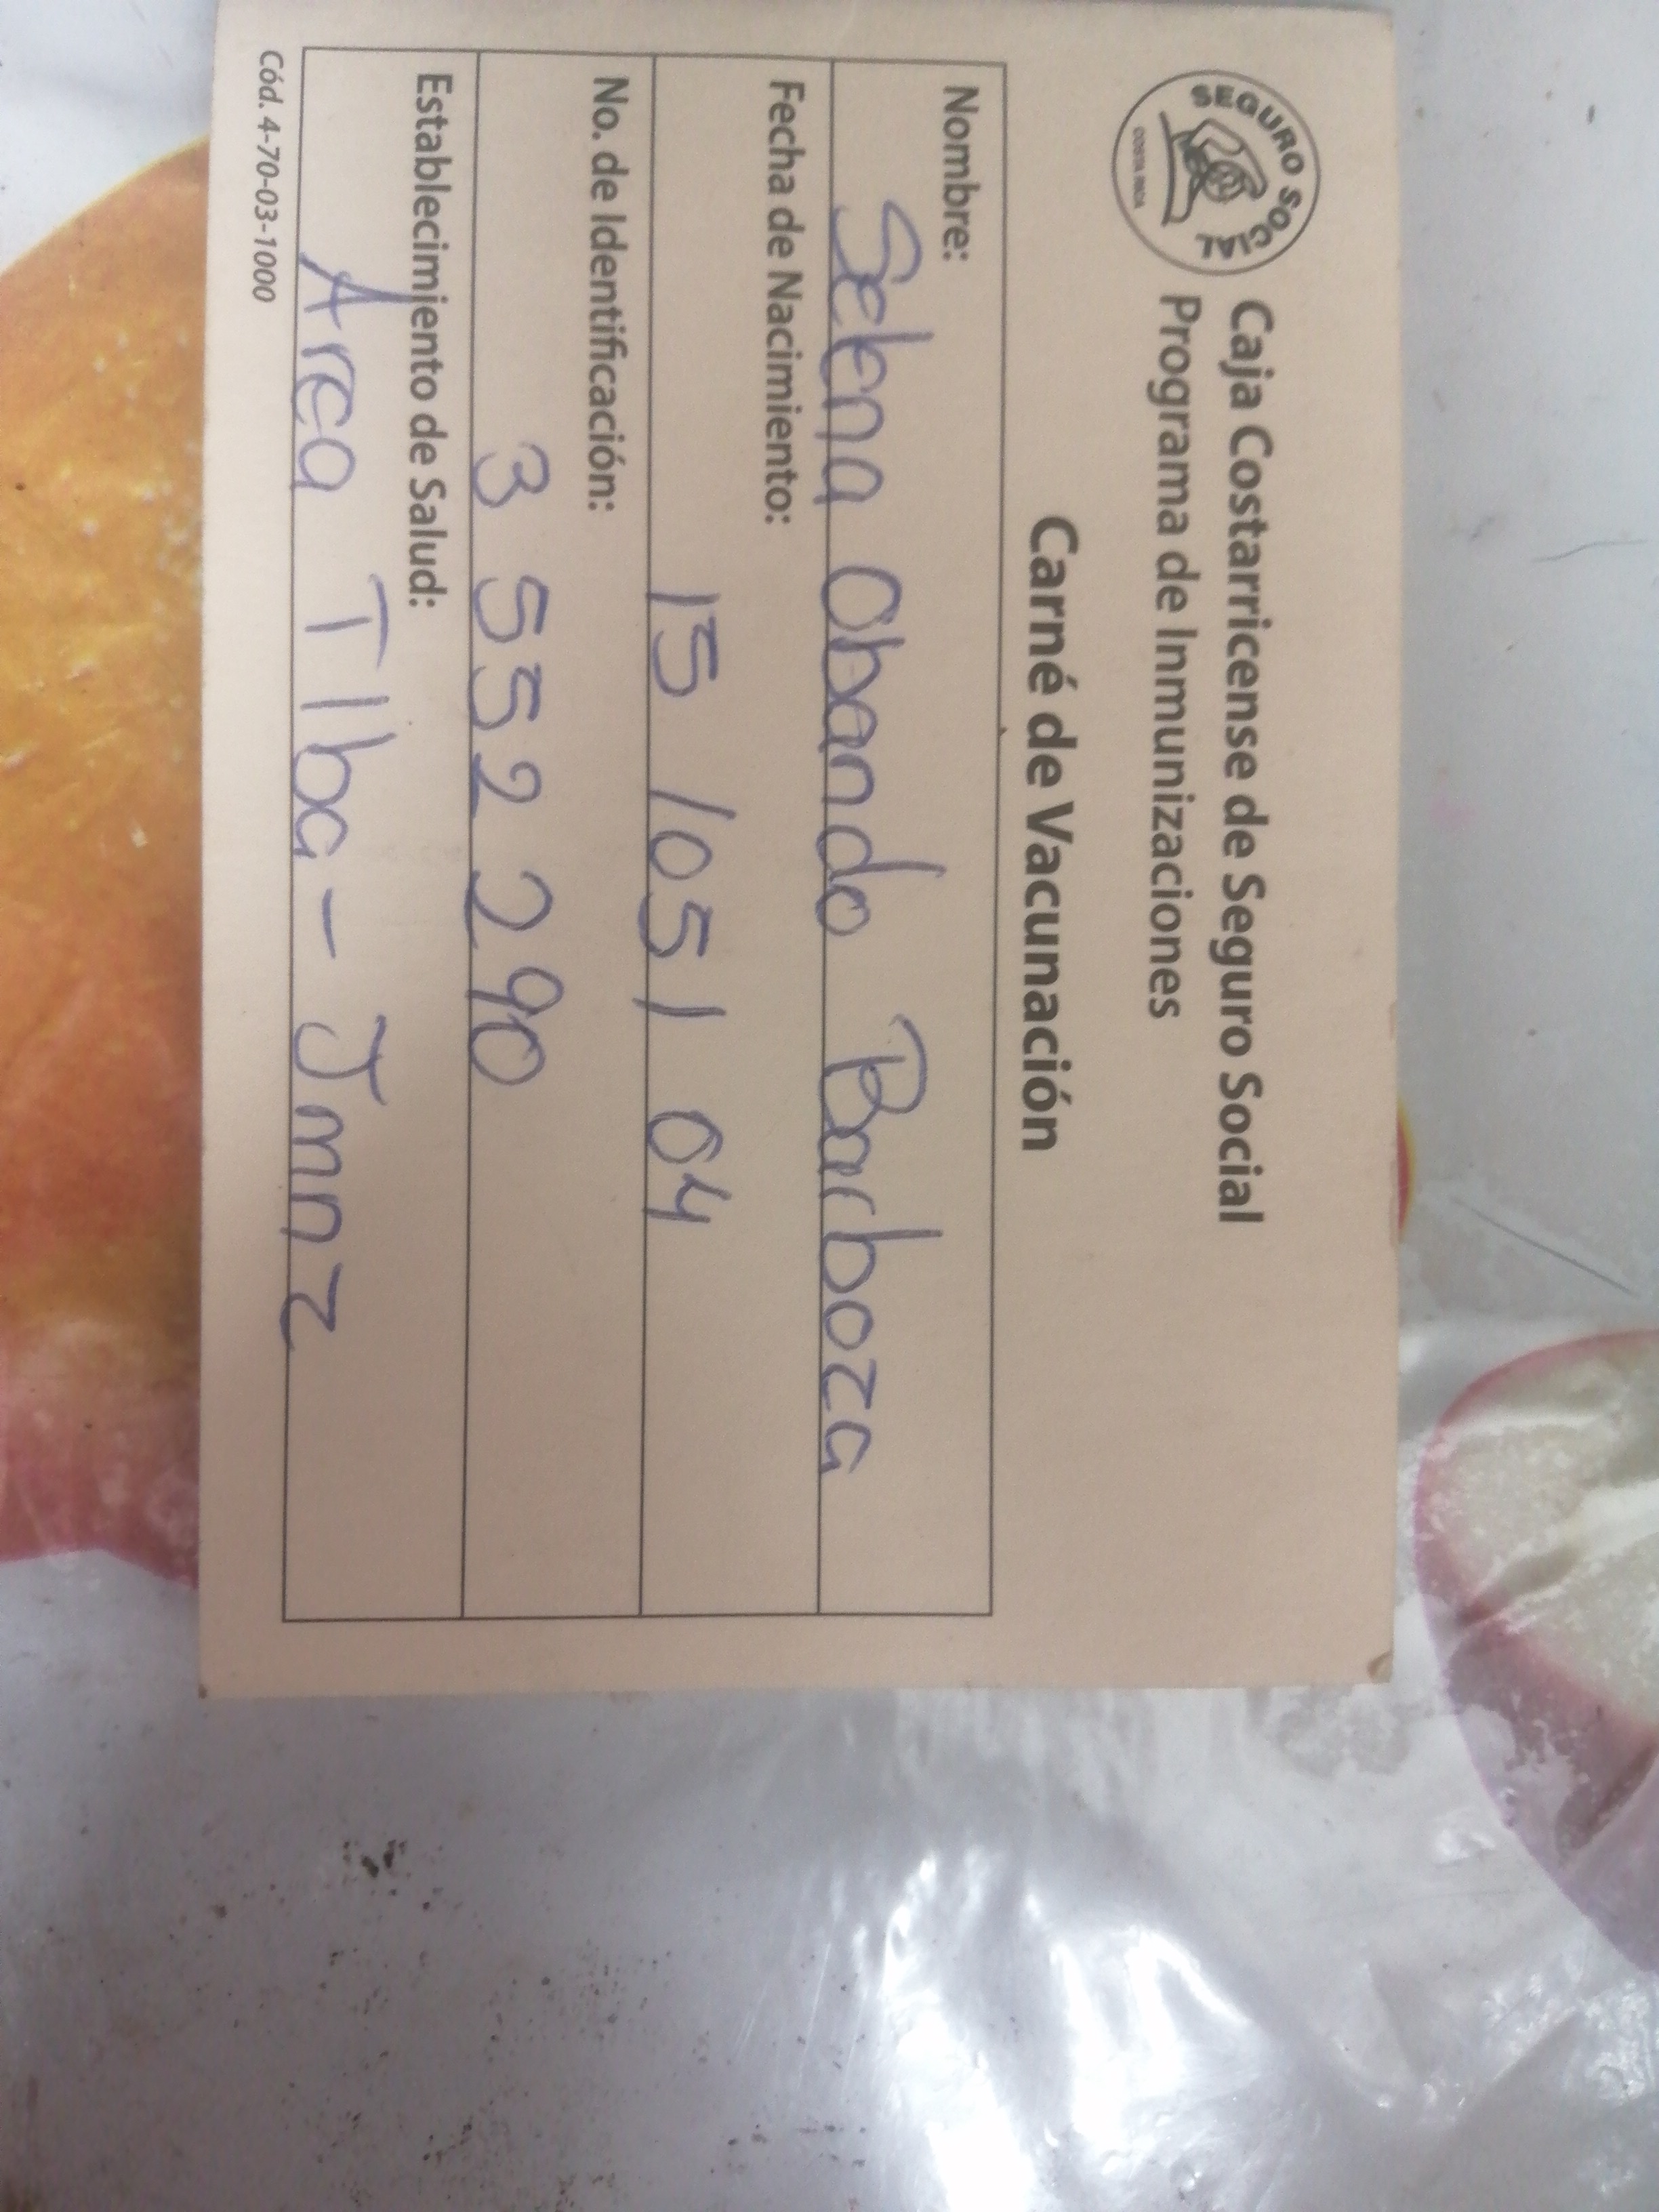 SEGURO SOCIAL
COSTA RICA
Caja Costarricense de Seguro Social
Programa de Inmunizaciones
Carné de Vacunación
Nombre:
Selena Obando Barboza
Fecha de Nacimiento:
15 / 05 / 04
No. de Identificación:
3 552 290
Establecimiento de Salud:
Area TIba - Jmnz
Cód. 4-70-03-1000